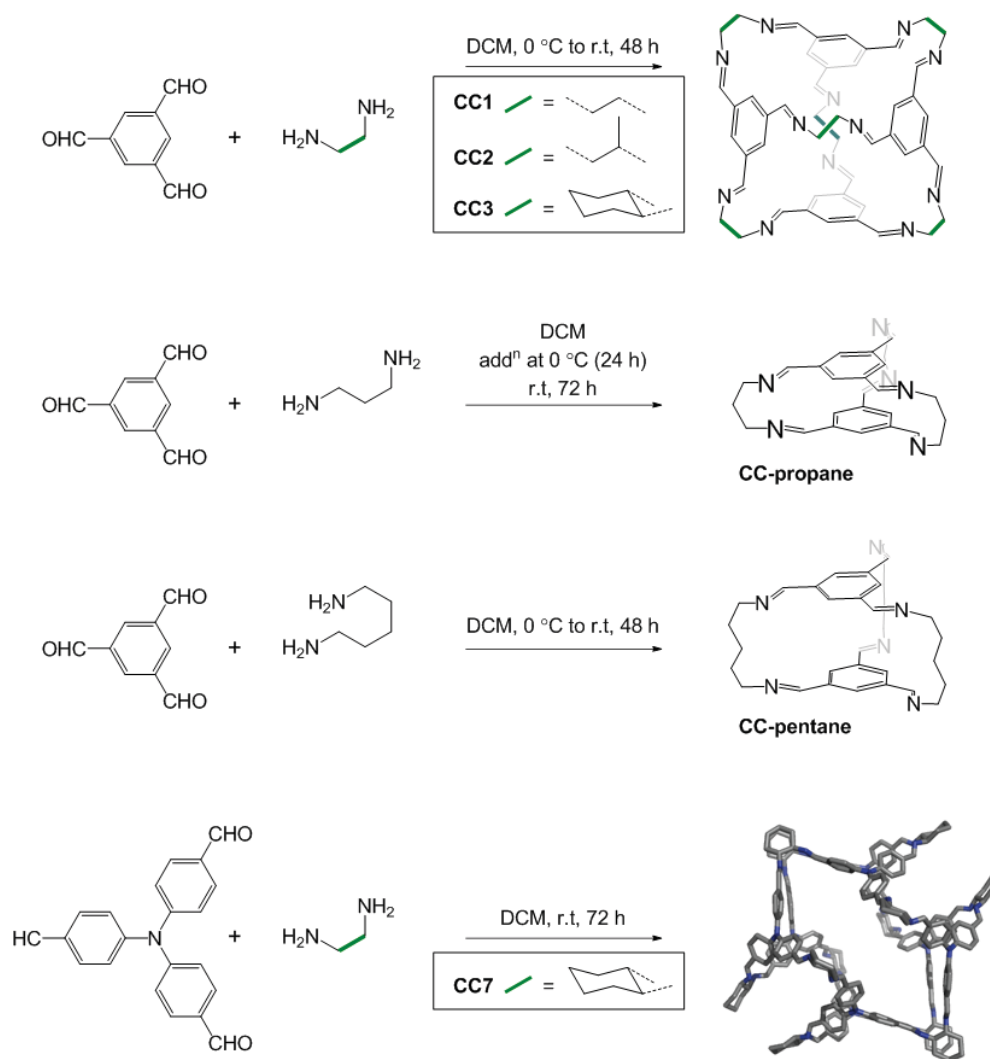 DCM, 0 °C to r.t, 48 h
CHO
OHC
CHO
+
H₂N
NH₂
CC1 =
CC2 =
CC3 =
N N N N
N N
N N N
N
N N
DCM
addⁿ at 0 °C (24 h)
r.t, 72 h
CHO
OHC
CHO
+
H₂N
NH₂
N
N
N N
N N
CC-propane
CHO
OHC
CHO
+
H₂N
H₂N
DCM, 0 °C to r.t, 48 h
N
N N
N
N N
CC-pentane
CHO
HC
N
CHO
+
H₂N
NH₂
DCM, r.t, 72 h
CC7 =